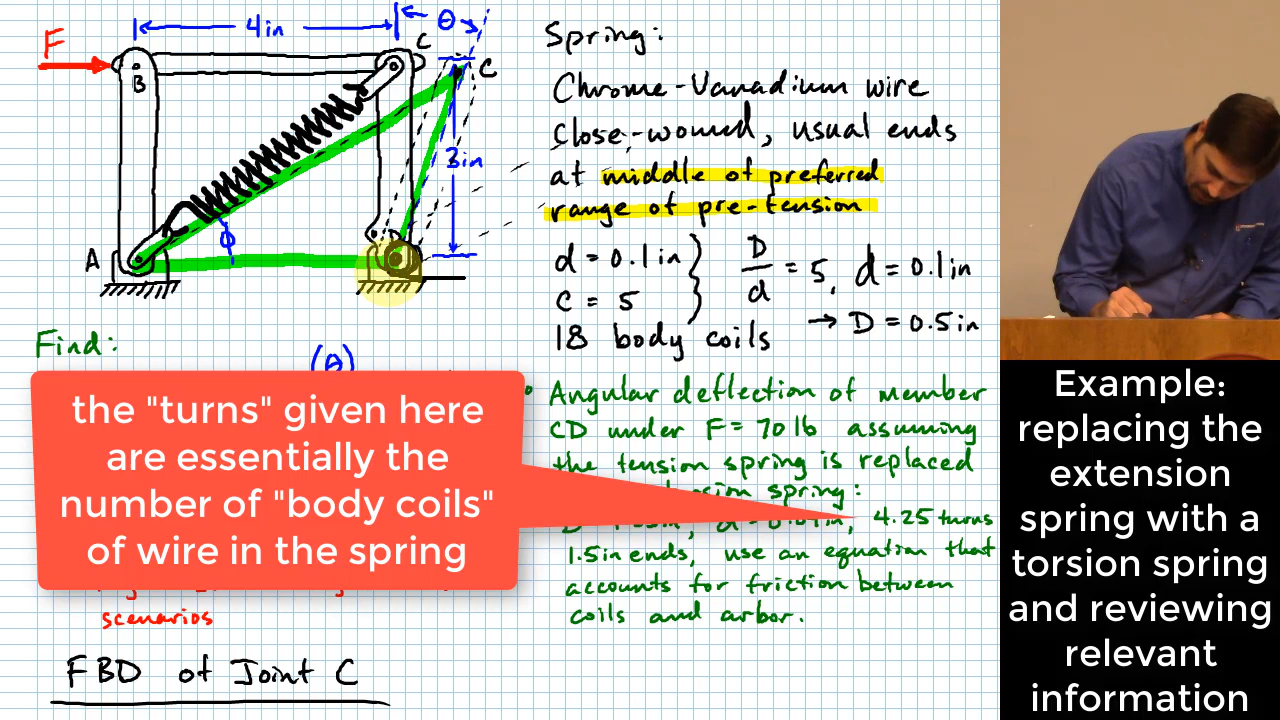 4in
θ
F
C
B
C
3in
φ
D
A
Spring:
Chrome-Vanadium wire
Close-wound, usual ends
at middle of preferred
range of pre-tension
d = 0.1in
C = 5
D/d = 5, d = 0.1in
→ D = 0.5in
18 body coils
Find:
(θ)
Angular deflection of member
CD under F = 70 lb assuming
the tension spring is replaced
spring:
4.25 turns
1.5in ends, use an equation that
accounts for friction between
coils and arbor.
the "turns" given here
are essentially the
number of "body coils"
of wire in the spring
scenarios
FBD of Joint C
Example:
replacing the
extension
spring with a
torsion spring
and reviewing
relevant
information